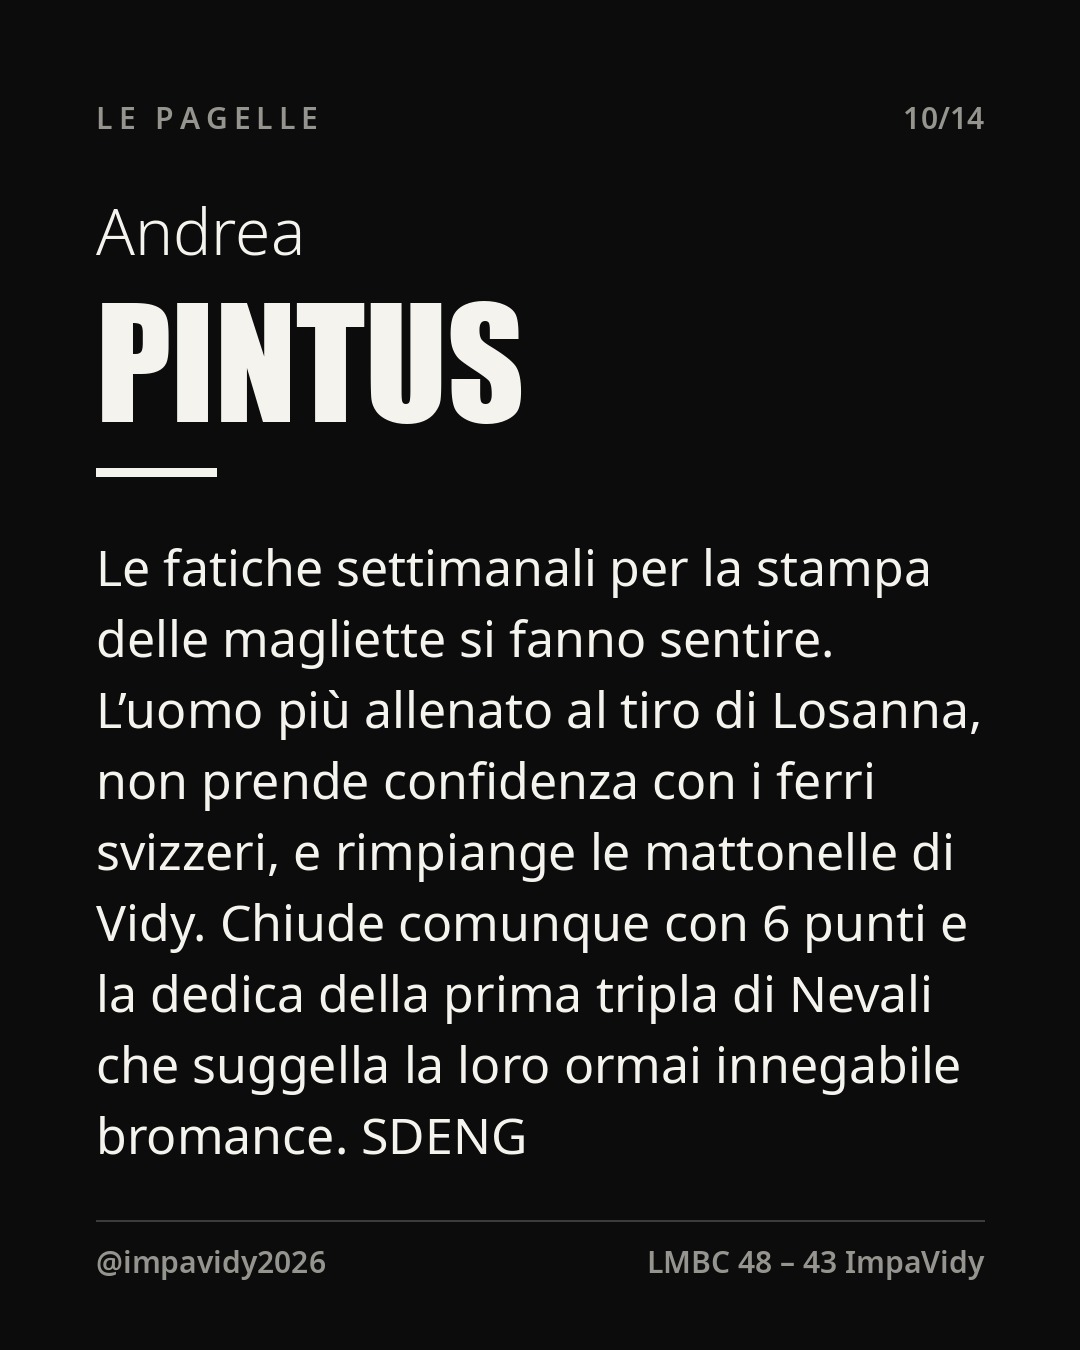 LE PAGELLE 10/14
Andrea
PINTUS
Le fatiche settimanali per la stampa
delle magliette si fanno sentire.
L’uomo più allenato al tiro di Losanna,
non prende confidenza con i ferri
svizzeri, e rimpiange le mattonelle di
Vidy. Chiude comunque con 6 punti e
la dedica della prima tripla di Nevali
che suggella la loro ormai innegabile
bromance. SDENG
@impavidy2026 LMBC 48 – 43 ImpaVidy